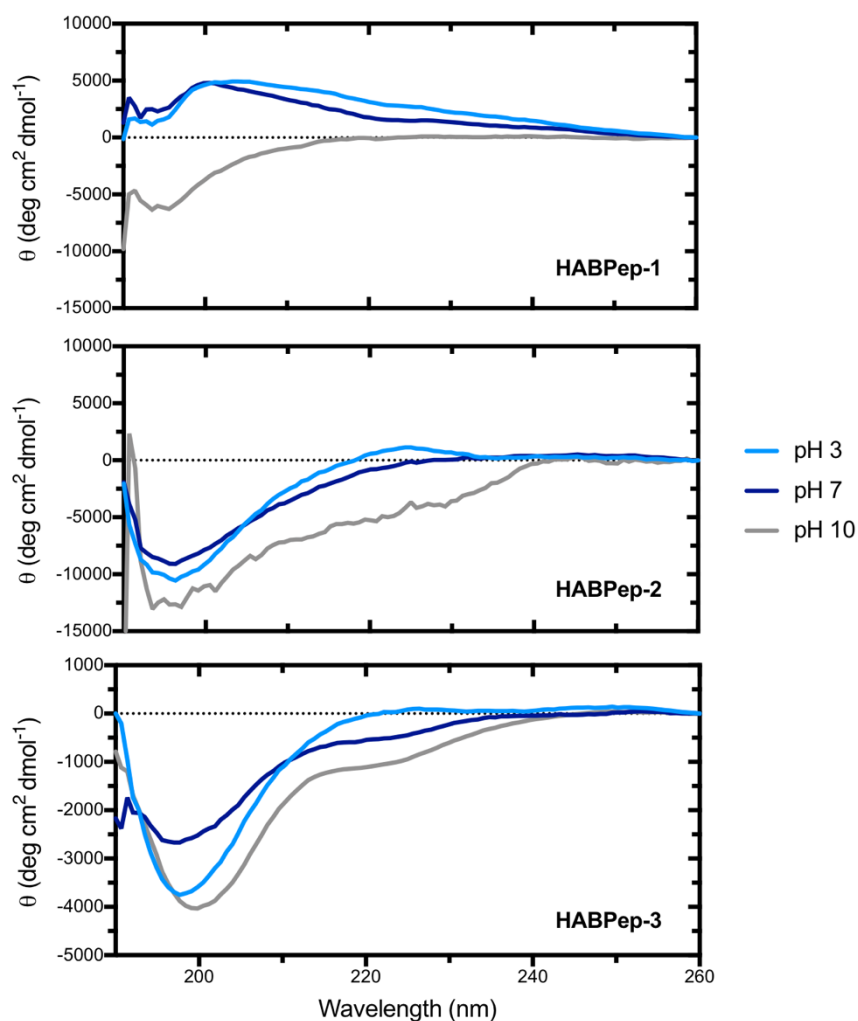 10000
5000
0
-5000
-10000
-15000
θ (deg cm² dmol⁻¹)
HABPep-1
10000
5000
0
-5000
-10000
-15000
θ (deg cm² dmol⁻¹)
HABPep-2
pH 3
pH 7
pH 10
1000
0
-1000
-2000
-3000
-4000
-5000
θ (deg cm² dmol⁻¹)
HABPep-3
200 220 240 260
Wavelength (nm)